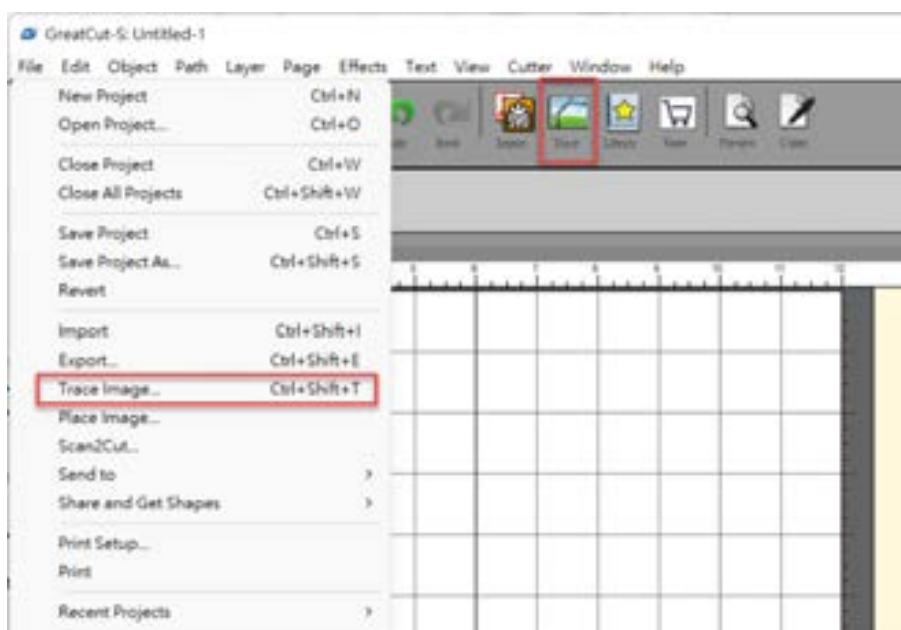 GreatCut-S: Untitled-1
File Edit Object Path Layer Page Effects Text View Cutter Window Help
New Project Ctrl+N
Open Project... Ctrl+O
Close Project Ctrl+W
Close All Projects Ctrl+Shift+W
Save Project Ctrl+S
Save Project As... Ctrl+Shift+S
Revert
Import Ctrl+Shift+I
Export... Ctrl+Shift+E
Trace Image... Ctrl+Shift+T
Place Image...
Scan2Cut...
Send to >
Share and Get Shapes >
Print Setup...
Print
Recent Projects >